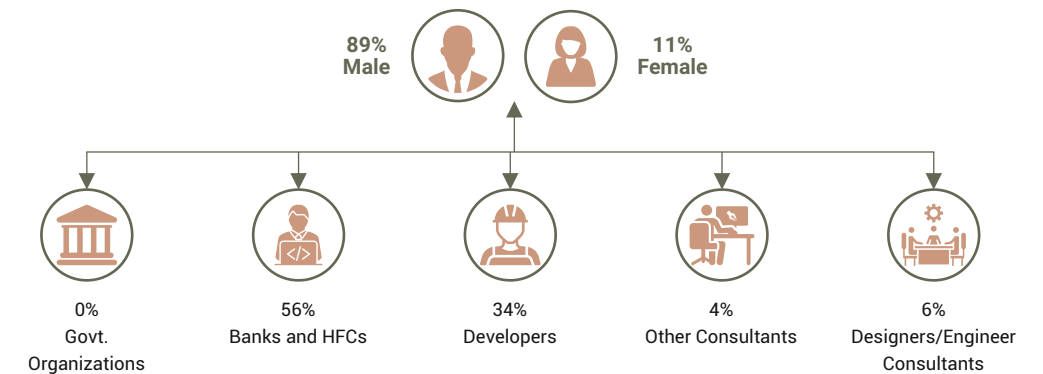 89%
Male
11%
Female
0%
Govt.
Organizations
56%
Banks and HFCs
</>
34%
Developers
4%
Other Consultants
6%
Designers/Engineer
Consultants